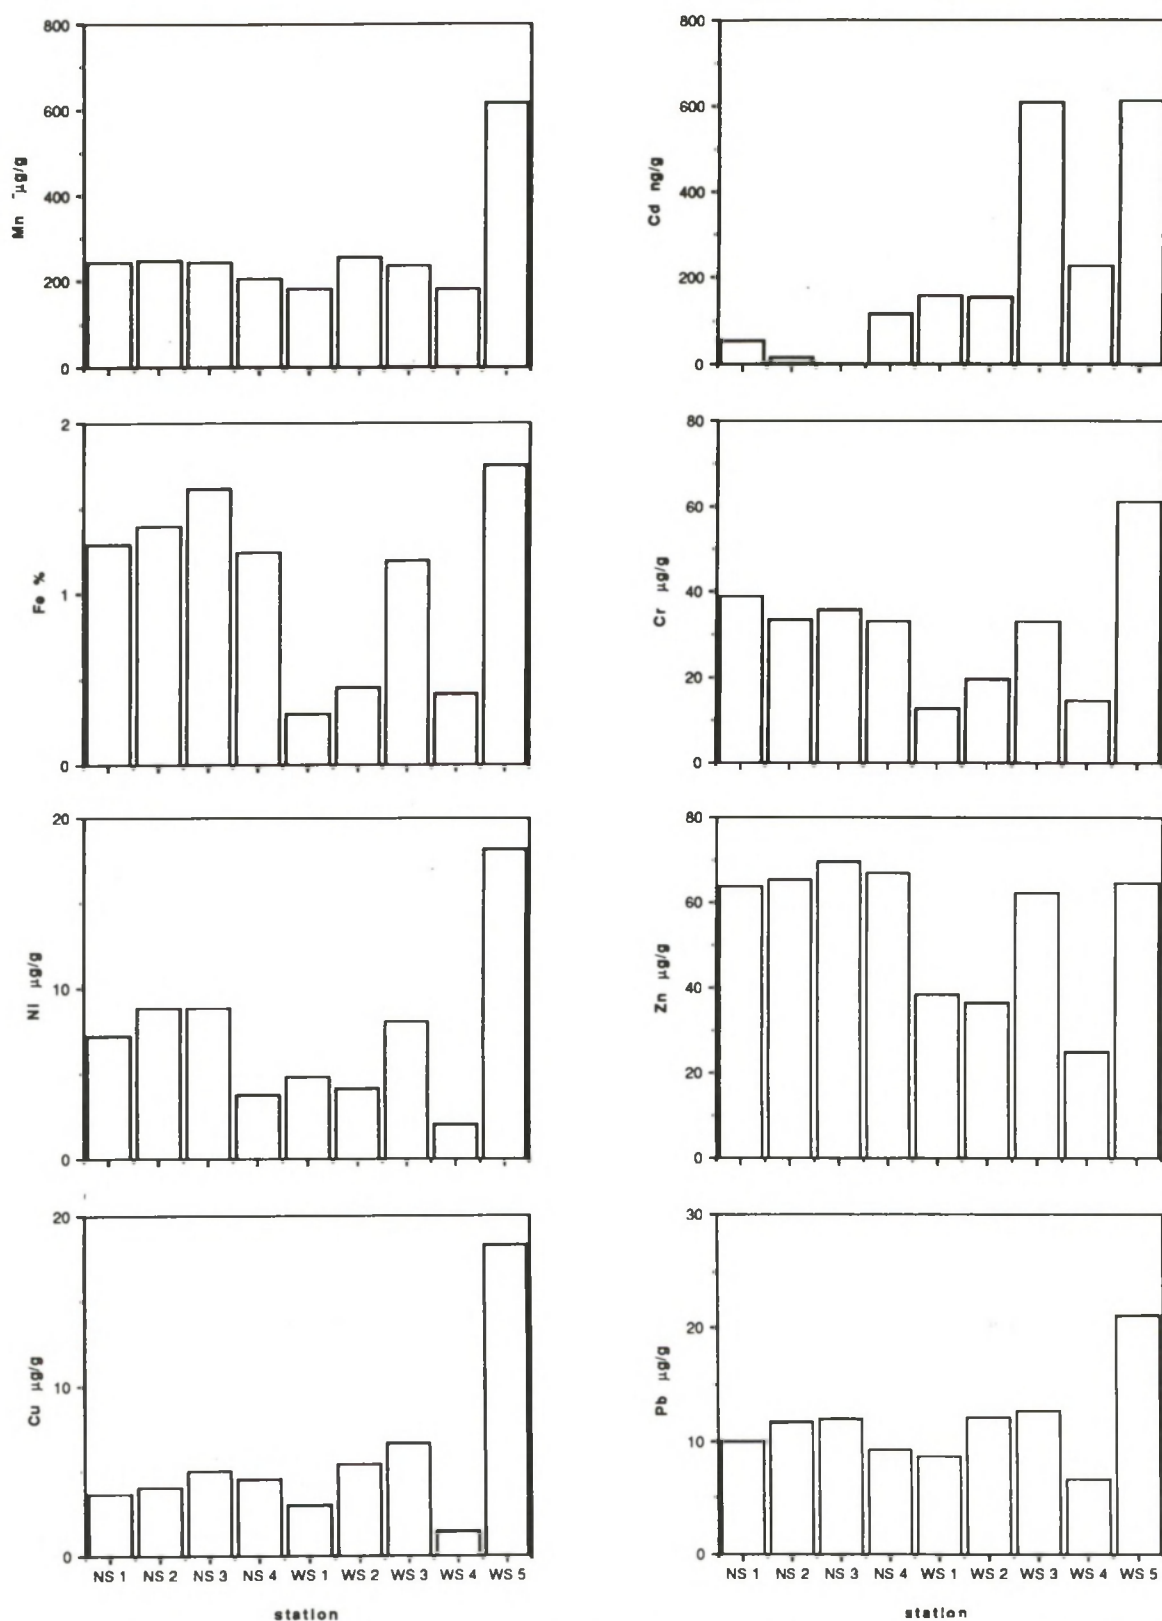 800
600
400
200
0
Mn µg/g
800
600
400
200
0
Cd ng/g
2
1
0
Fe %
80
60
40
20
0
Cr µg/g
20
10
0
Ni µg/g
80
60
40
20
0
Zn µg/g
20
10
0
Cu µg/g
NS 1 NS 2 NS 3 NS 4 WS 1 WS 2 WS 3 WS 4 WS 5
station
30
20
10
0
Pb µg/g
NS 1 NS 2 NS 3 NS 4 WS 1 WS 2 WS 3 WS 4 WS 5
station